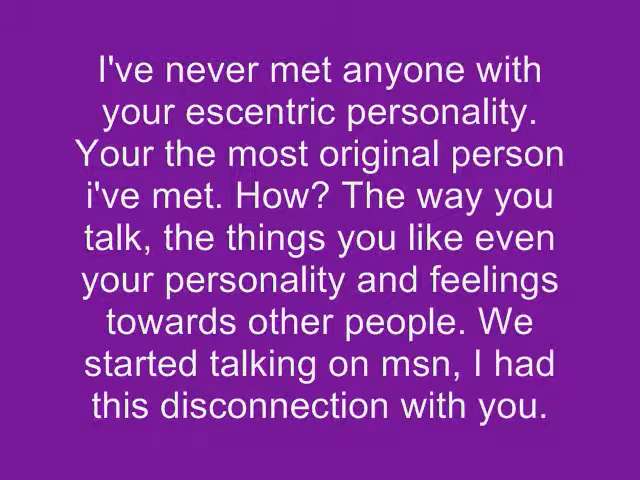 I've never met anyone with
your escentric personality.
Your the most original person
i've met. How? The way you
talk, the things you like even
your personality and feelings
towards other people. We
started talking on msn, I had
this disconnection with you.